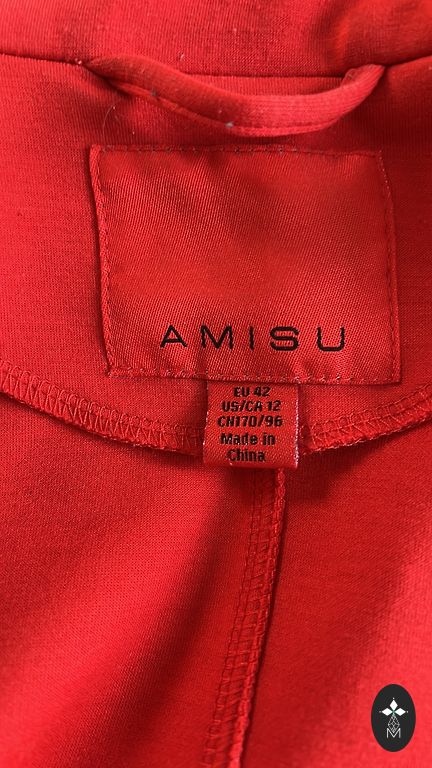 AMISU
EU 42
US/CA 12
CN170/96
Made in
China
M